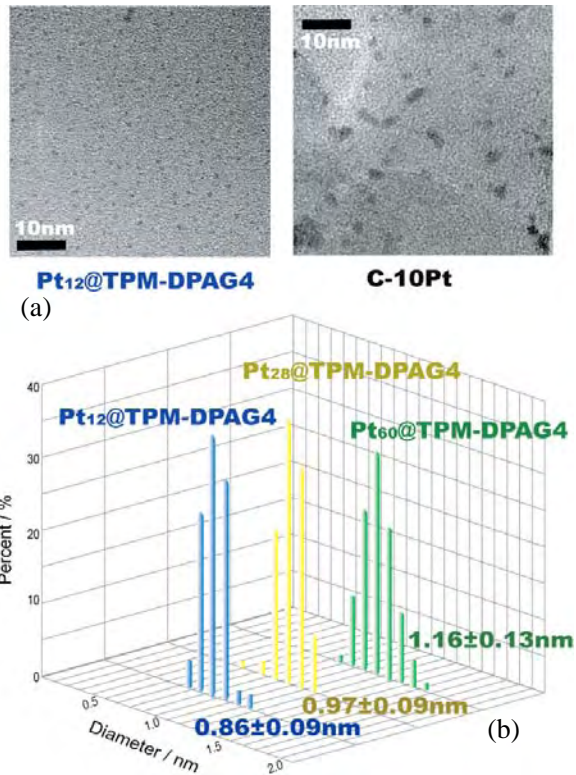 10nm
10nm
Pt12@TPM-DPAG4
C-10Pt
(a)
Pt28@TPM-DPAG4
Pt12@TPM-DPAG4
Pt60@TPM-DPAG4
Percent / %
40
30
20
10
0
0.5
1.0
1.5
2.0
Diameter / nm
1.16±0.13nm
0.97±0.09nm
0.86±0.09nm
(b)